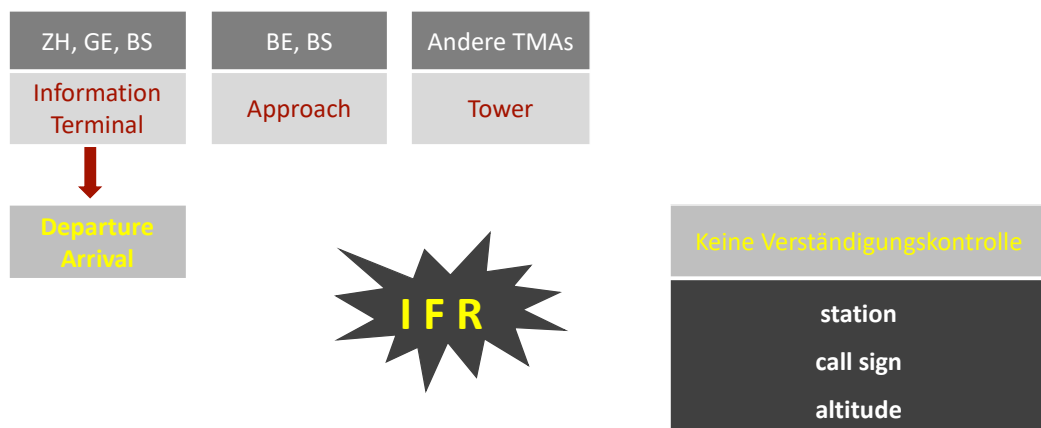 ZH, GE, BS
BE, BS
Andere TMAs
Information
Terminal
Approach
Tower
Departure
Arrival
Keine Verständigungskontrolle
I F R
station
call sign
altitude